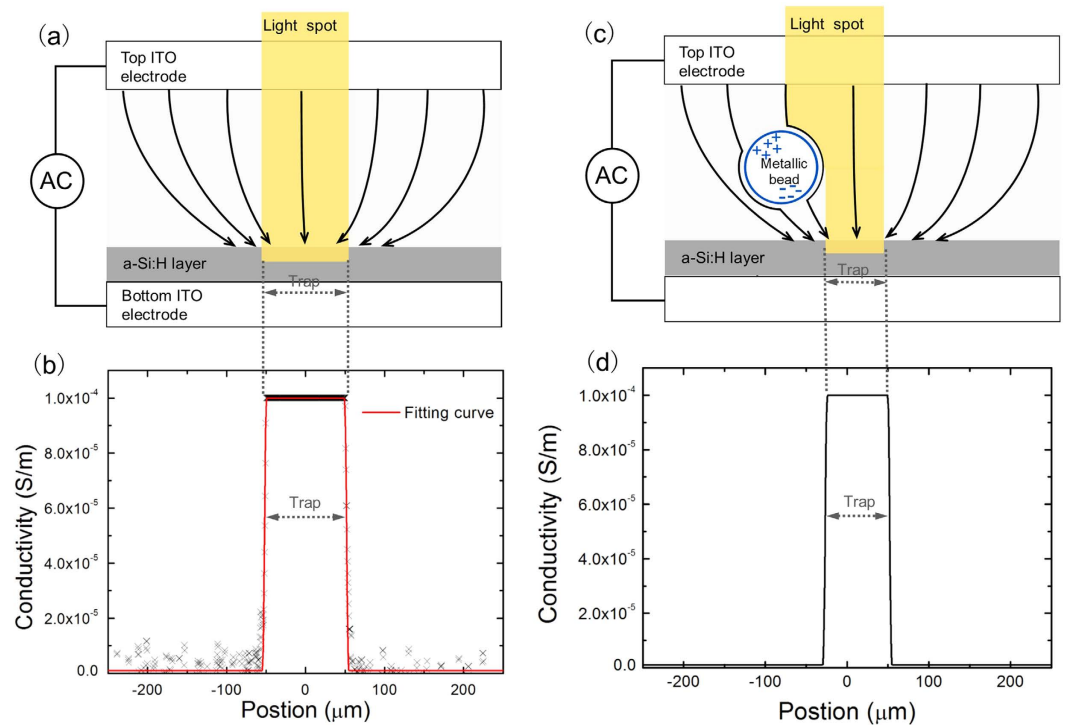 (a)
Light spot
Top ITO
electrode
AC
a-Si:H layer
Trap
Bottom ITO
electrode
(c)
Light spot
Top ITO
electrode
AC
+++
++
Metallic
bead
- - -
- - -
a-Si:H layer
Trap
(b)
1.0x10-4
8.0x10-5
6.0x10-5
4.0x10-5
2.0x10-5
0.0
Conductivity (S/m)
Fitting curve
Trap
-200
-100
0
100
200
Postion (μm)
(d)
1.0x10-4
8.0x10-5
6.0x10-5
4.0x10-5
2.0x10-5
0.0
Conductivity (S/m)
Trap
-200
-100
0
100
200
Postion (μm)